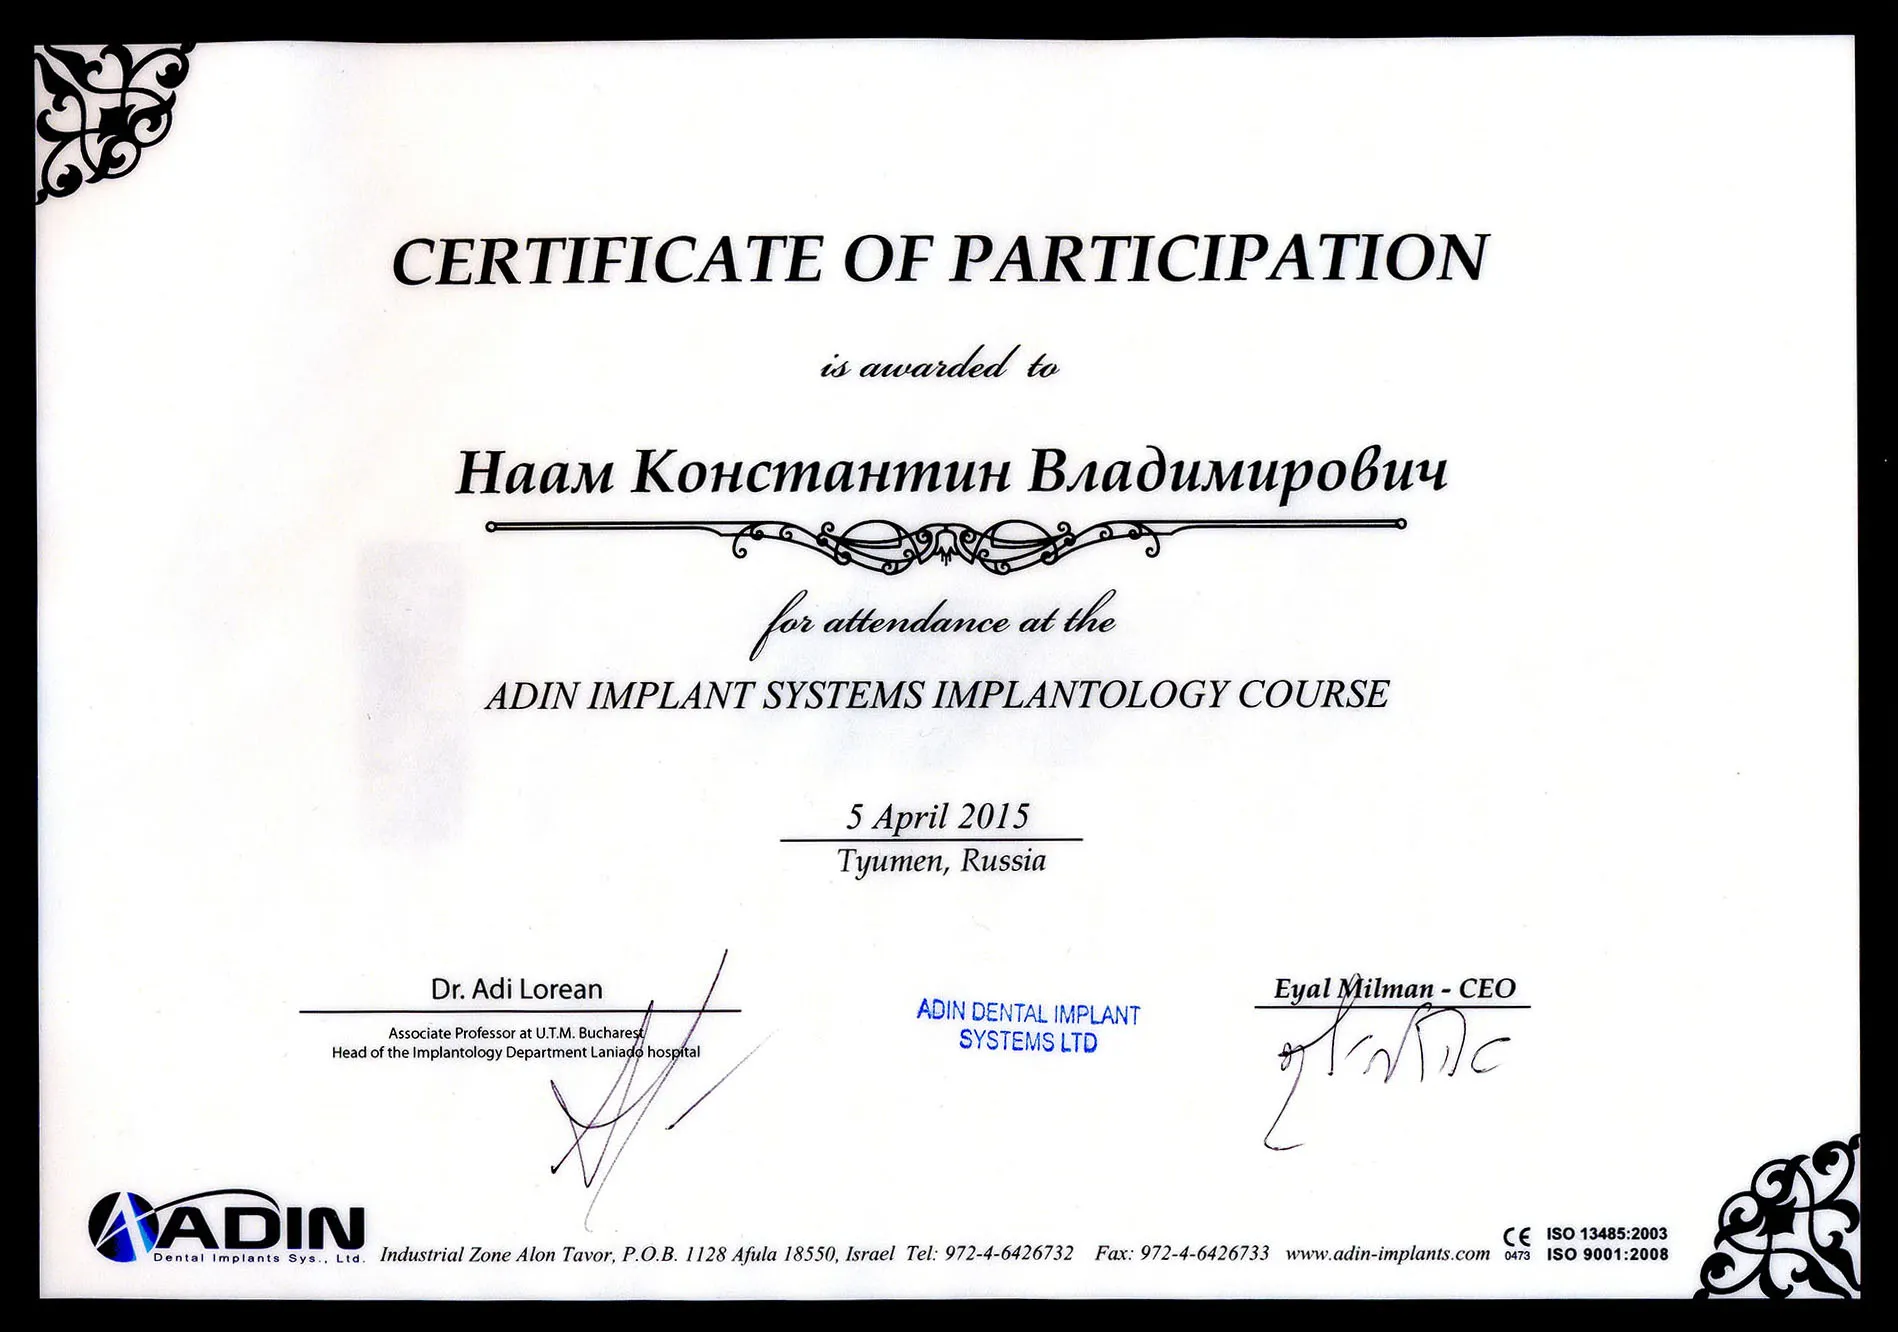 CERTIFICATE OF PARTICIPATION
is awarded to
Наам Константин Владимирович
for attendance at the
ADIN IMPLANT SYSTEMS IMPLANTOLOGY COURSE
5 April 2015
Tyumen, Russia
Dr. Adi Lorean
Associate Professor at U.T.M. Bucharest
Head of the Implantology Department Laniado hospital
ADIN DENTAL IMPLANT
SYSTEMS LTD
Eyal Milman - CEO
ADIN
Dental Implants Sys., Ltd.
Industrial Zone Alon Tavor, P.O.B. 1128 Afula 18550, Israel Tel: 972-4-6426732 Fax: 972-4-6426733 www.adin-implants.com
CE
0473
ISO 13485:2003
ISO 9001:2008